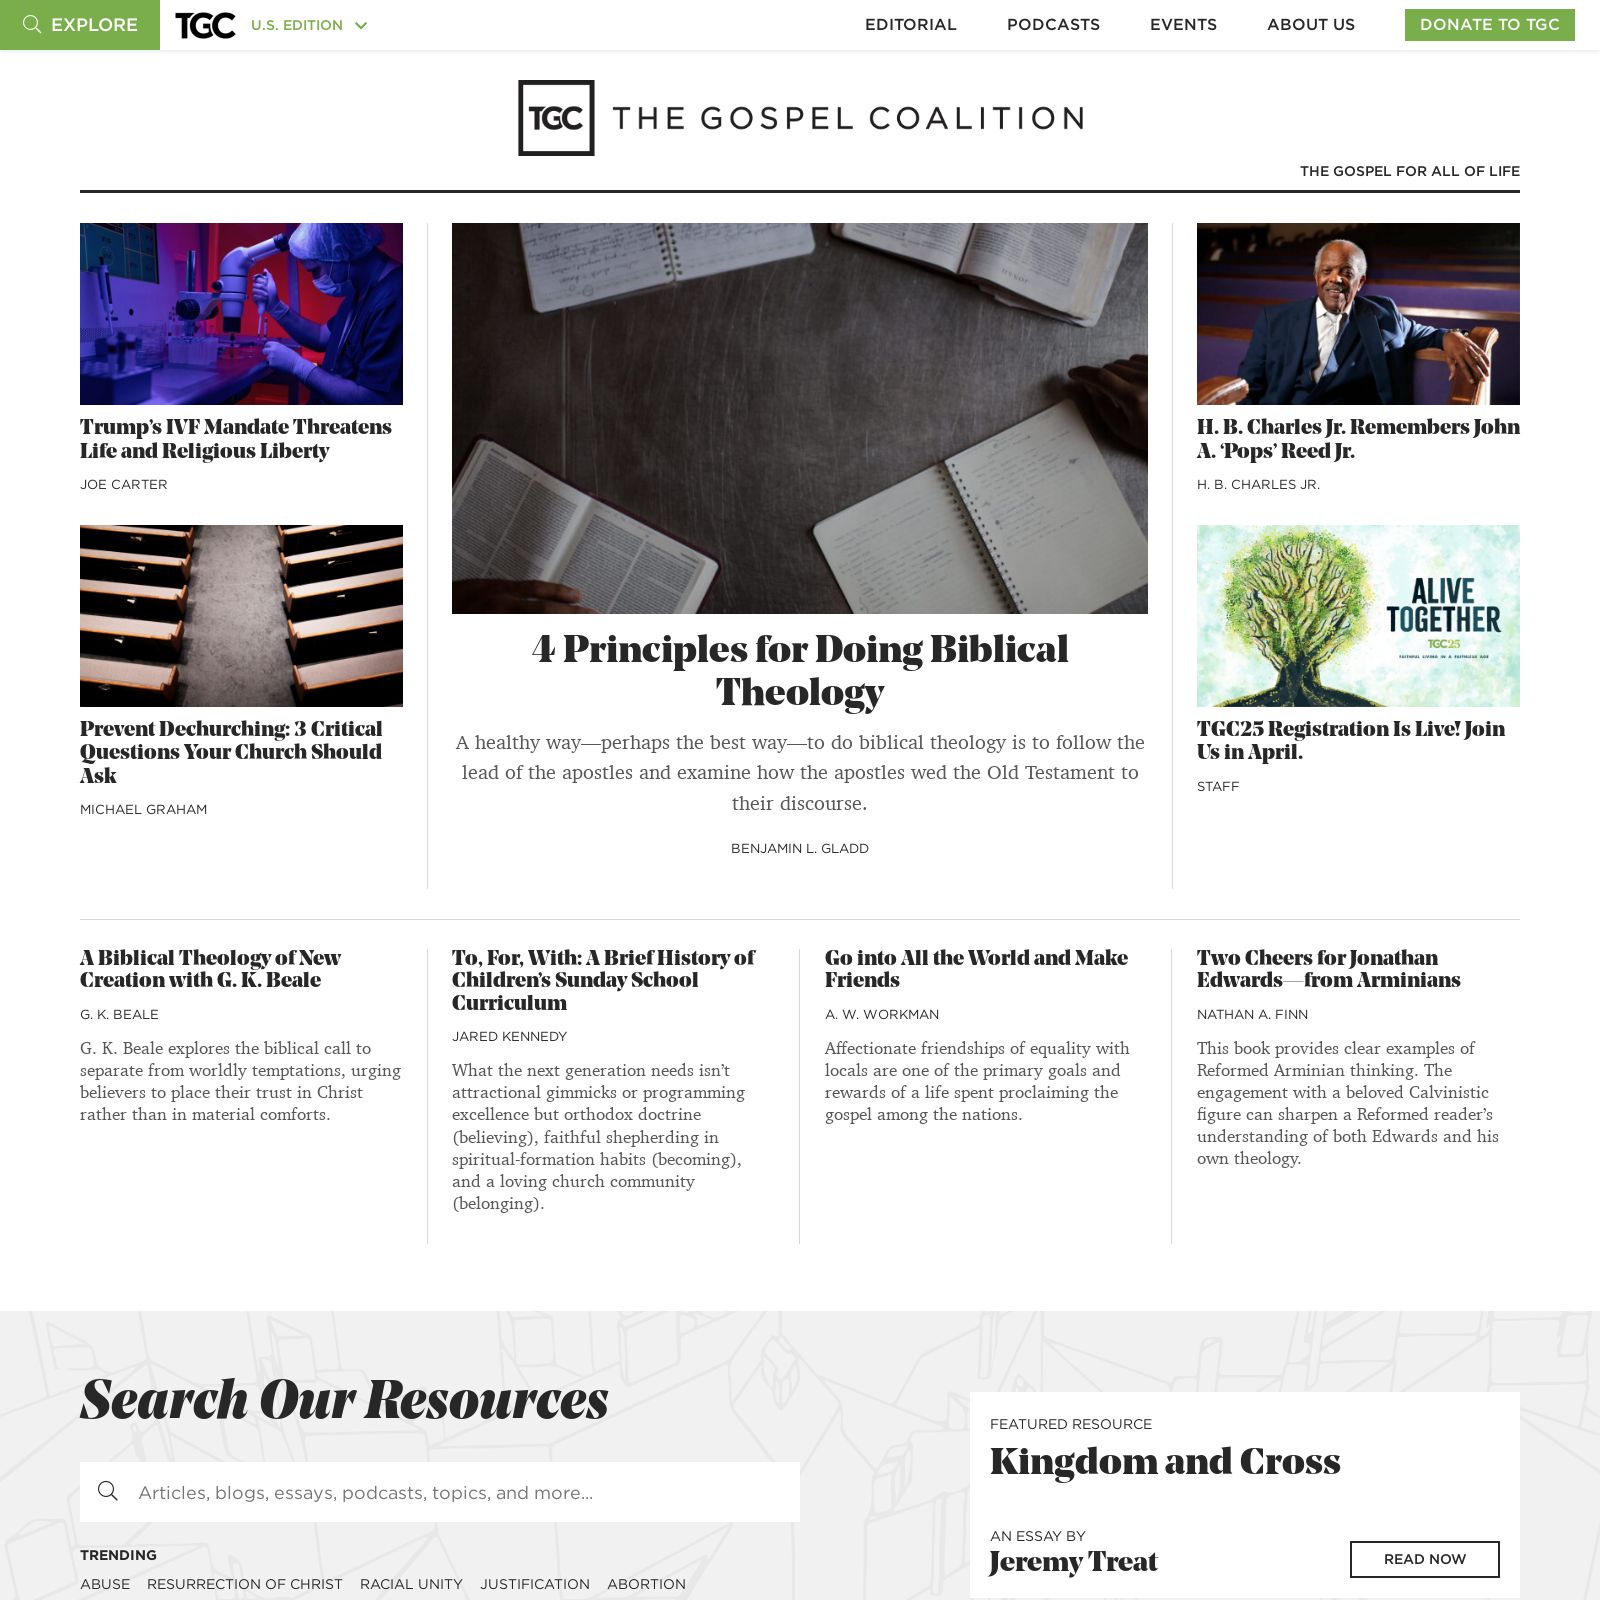 EXPLORE
TGC
U.S. EDITION
EDITORIAL
PODCASTS
EVENTS
ABOUT US
DONATE TO TGC
TGC THE GOSPEL COALITION
THE GOSPEL FOR ALL OF LIFE
Trump’s IVF Mandate Threatens
Life and Religious Liberty
JOE CARTER
Prevent Dechurching: 3 Critical
Questions Your Church Should
Ask
MICHAEL GRAHAM
4 Principles for Doing Biblical
Theology
A healthy way—perhaps the best way—to do biblical theology is to follow the
lead of the apostles and examine how the apostles wed the Old Testament to
their discourse.
BENJAMIN L. GLADD
H. B. Charles Jr. Remembers John
A. ‘Pops’ Reed Jr.
H. B. CHARLES JR.
ALIVE
TOGETHER
TGC25
FAITHFUL LIVING IN A FAITHLESS AGE
TGC25 Registration Is Live! Join
Us in April.
STAFF
A Biblical Theology of New
Creation with G. K. Beale
G. K. BEALE
G. K. Beale explores the biblical call to
separate from worldly temptations, urging
believers to place their trust in Christ
rather than in material comforts.
To, For, With: A Brief History of
Children’s Sunday School
Curriculum
JARED KENNEDY
What the next generation needs isn’t
attractional gimmicks or programming
excellence but orthodox doctrine
(believing), faithful shepherding in
spiritual-formation habits (becoming),
and a loving church community
(belonging).
Go into All the World and Make
Friends
A. W. WORKMAN
Affectionate friendships of equality with
locals are one of the primary goals and
rewards of a life spent proclaiming the
gospel among the nations.
Two Cheers for Jonathan
Edwards—from Arminians
NATHAN A. FINN
This book provides clear examples of
Reformed Arminian thinking. The
engagement with a beloved Calvinistic
figure can sharpen a Reformed reader’s
understanding of both Edwards and his
own theology.
Search Our Resources
Articles, blogs, essays, podcasts, topics, and more...
TRENDING
ABUSE RESURRECTION OF CHRIST RACIAL UNITY JUSTIFICATION ABORTION
FEATURED RESOURCE
Kingdom and Cross
AN ESSAY BY
Jeremy Treat
READ NOW